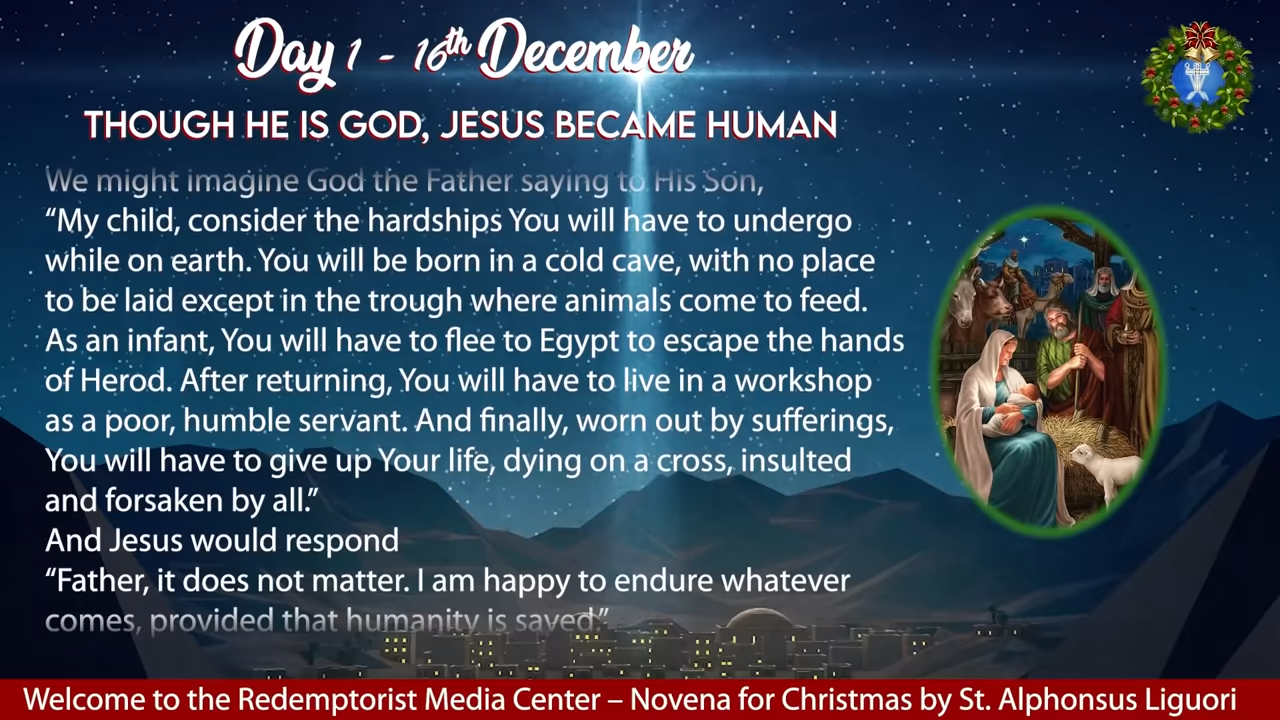 Day 1 - 16th December
THOUGH HE IS GOD, JESUS BECAME HUMAN
We might imagine God the Father saying to His Son,
“My child, consider the hardships You will have to undergo
while on earth. You will be born in a cold cave, with no place
to be laid except in the trough where animals come to feed.
As an infant, You will have to flee to Egypt to escape the hands
of Herod. After returning, You will have to live in a workshop
as a poor, humble servant. And finally, worn out by sufferings,
You will have to give up Your life, dying on a cross, insulted
and forsaken by all.”
And Jesus would respond
“Father, it does not matter. I am happy to endure whatever
comes, provided that humanity is saved.”
Welcome to the Redemptorist Media Center – Novena for Christmas by St. Alphonsus Liguori